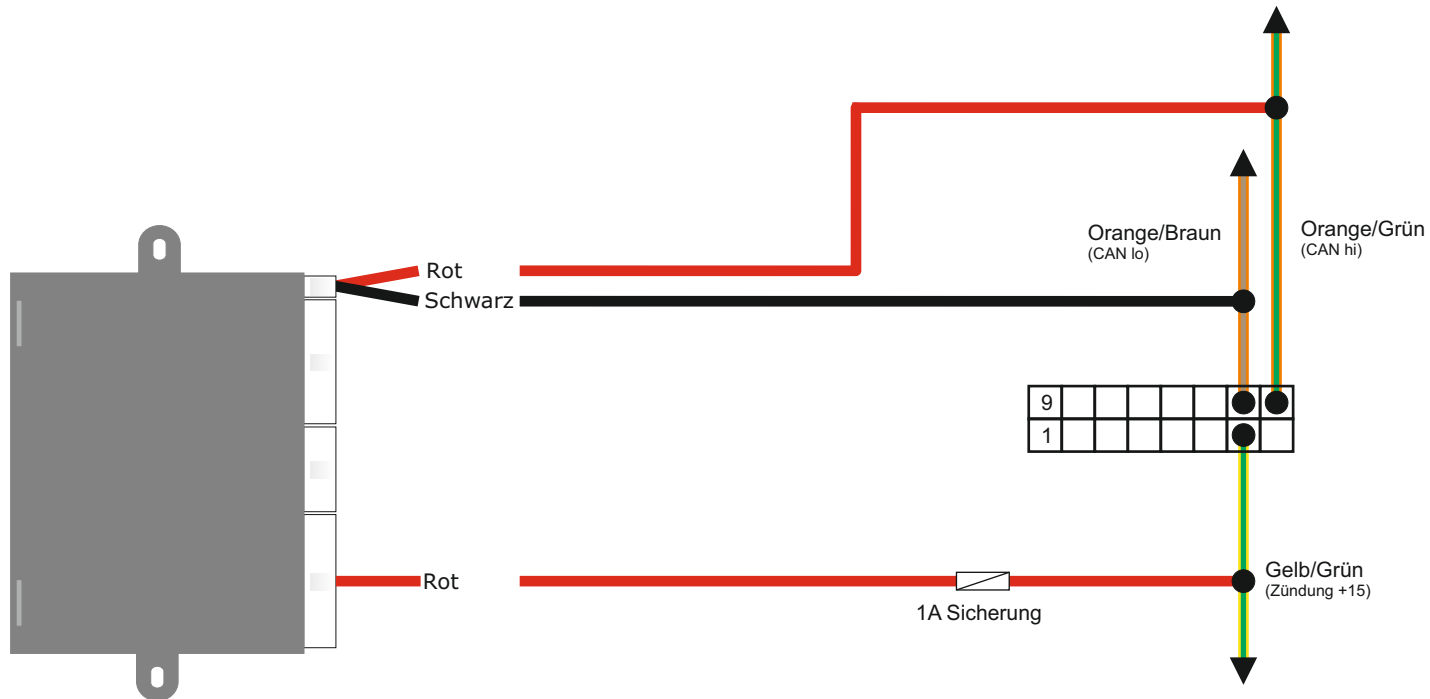 Orange/Braun
(CAN lo)
Orange/Grün
(CAN hi)
Rot
Schwarz
9
1
Rot
1A Sicherung
Gelb/Grün
(Zündung +15)